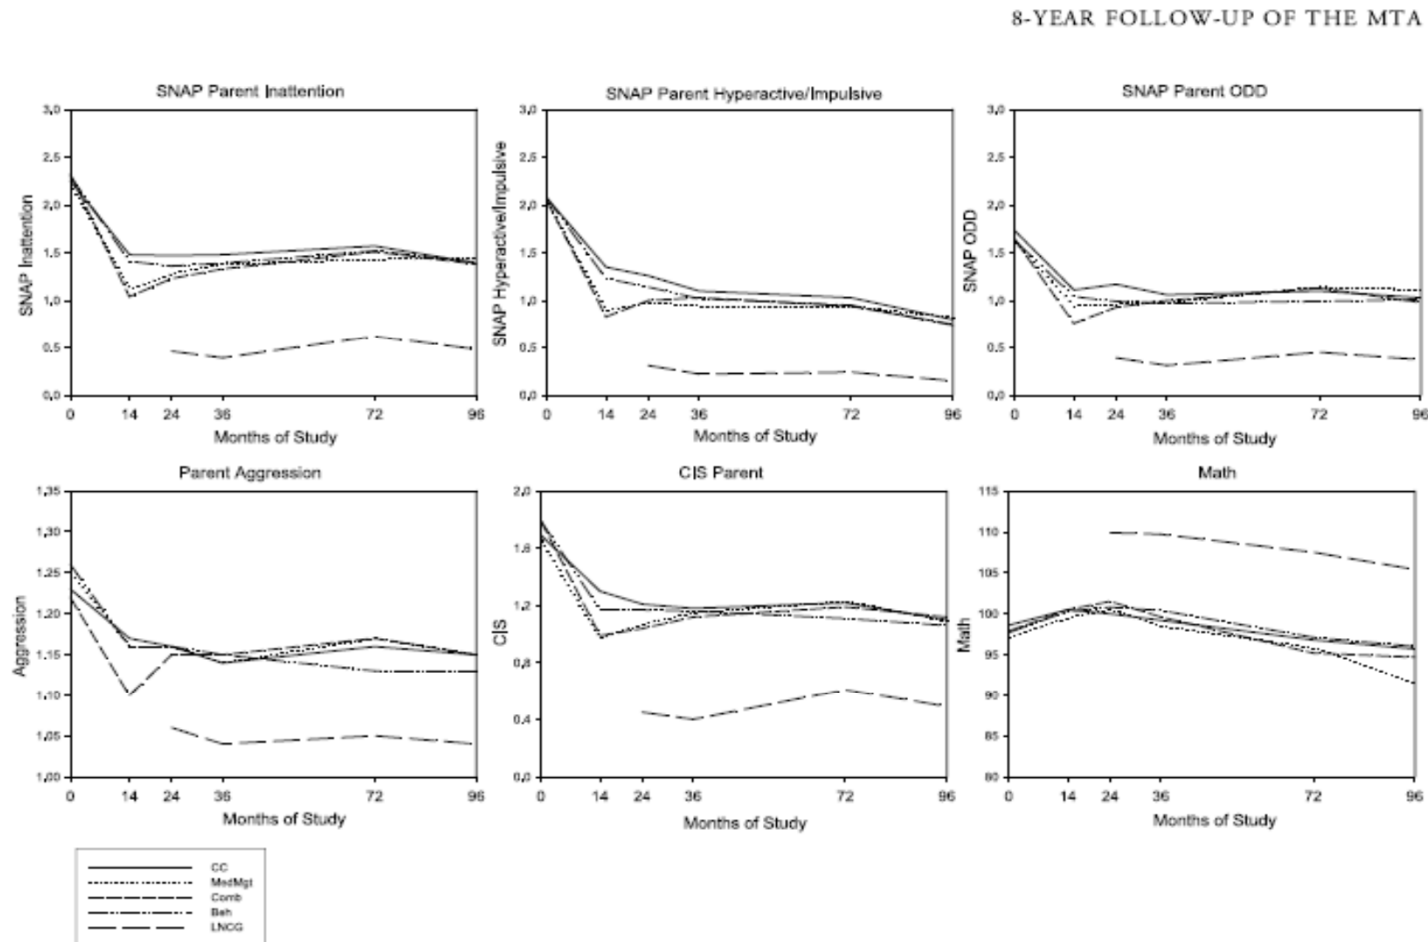 8-YEAR FOLLOW-UP OF THE MTA
SNAP Parent Inattention
3,0
2,5
2,0
1,5
1,0
0,5
0,0
SNAP Inattention
0 14 24 36 72 96
Months of Study
SNAP Parent Hyperactive/Impulsive
3,0
2,5
2,0
1,5
1,0
0,5
0,0
SNAP Hyperactive/Impulsive
0 14 24 36 72 96
Months of Study
SNAP Parent ODD
3,0
2,5
2,0
1,5
1,0
0,5
0,0
SNAP ODD
0 14 24 36 72 96
Months of Study
Parent Aggression
1,35
1,30
1,25
1,20
1,15
1,10
1,05
1,00
Aggression
0 14 24 36 72 96
Months of Study
CIS Parent
2,0
1,6
1,2
0,8
0,4
0,0
CIS
0 14 24 36 72 96
Months of Study
Math
115
110
105
100
95
90
85
80
Math
0 14 24 36 72 96
Months of Study
CC
MedMgt
Comb
Beh
LNCG